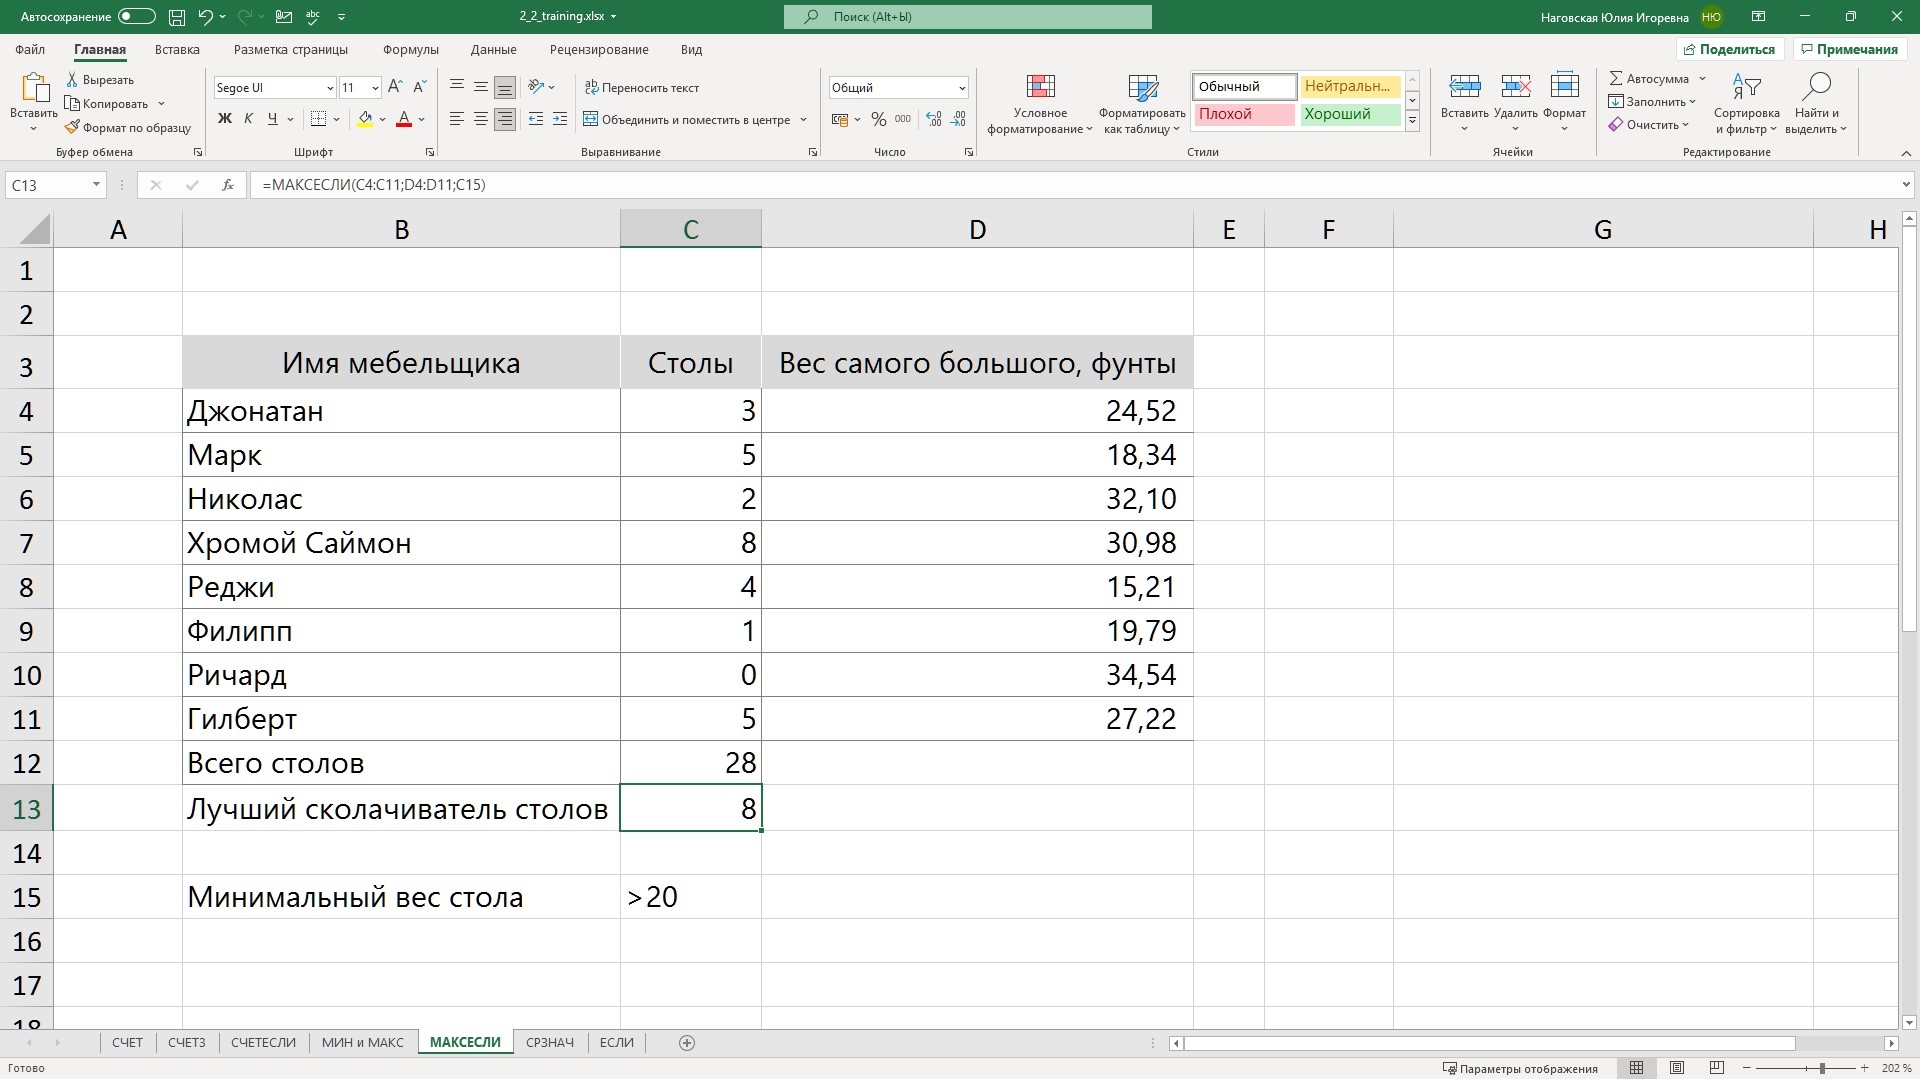 Автосохранение
2_2_training.xlsx
Поиск (Alt+Ы)
Наговская Юлия Игоревна
НЮ
Файл Главная Вставка Разметка страницы Формулы Данные Рецензирование Вид
Поделиться
Примечания
Вставить
Вырезать
Копировать
Формат по образцу
Буфер обмена
Segoe UI
11
Ж К Ч
Шрифт
Переносить текст
Объединить и поместить в центре
Выравнивание
Общий
% 000
Число
Условное форматирование
Форматировать как таблицу
Обычный
Нейтральн...
Плохой
Хороший
Стили
Вставить
Удалить
Формат
Ячейки
Автосумма
Заполнить
Очистить
Сортировка и фильтр
Найти и выделить
Редактирование
C13
fx
=МАКСЕСЛИ(C4:C11;D4:D11;C15)
A B C D E F G H
1
2
3 Имя мебельщика Столы Вес самого большого, фунты
4 Джонатан 3 24,52
5 Марк 5 18,34
6 Николас 2 32,10
7 Хромой Саймон 8 30,98
8 Реджи 4 15,21
9 Филипп 1 19,79
10 Ричард 0 34,54
11 Гилберт 5 27,22
12 Всего столов 28
13 Лучший сколачиватель столов 8
14
15 Минимальный вес стола >20
16
17
18
СЧЕТ СЧЕТЗ СЧЕТЕСЛИ МИН и МАКС МАКСЕСЛИ СРЗНАЧ ЕСЛИ
Готово
Параметры отображения
202 %